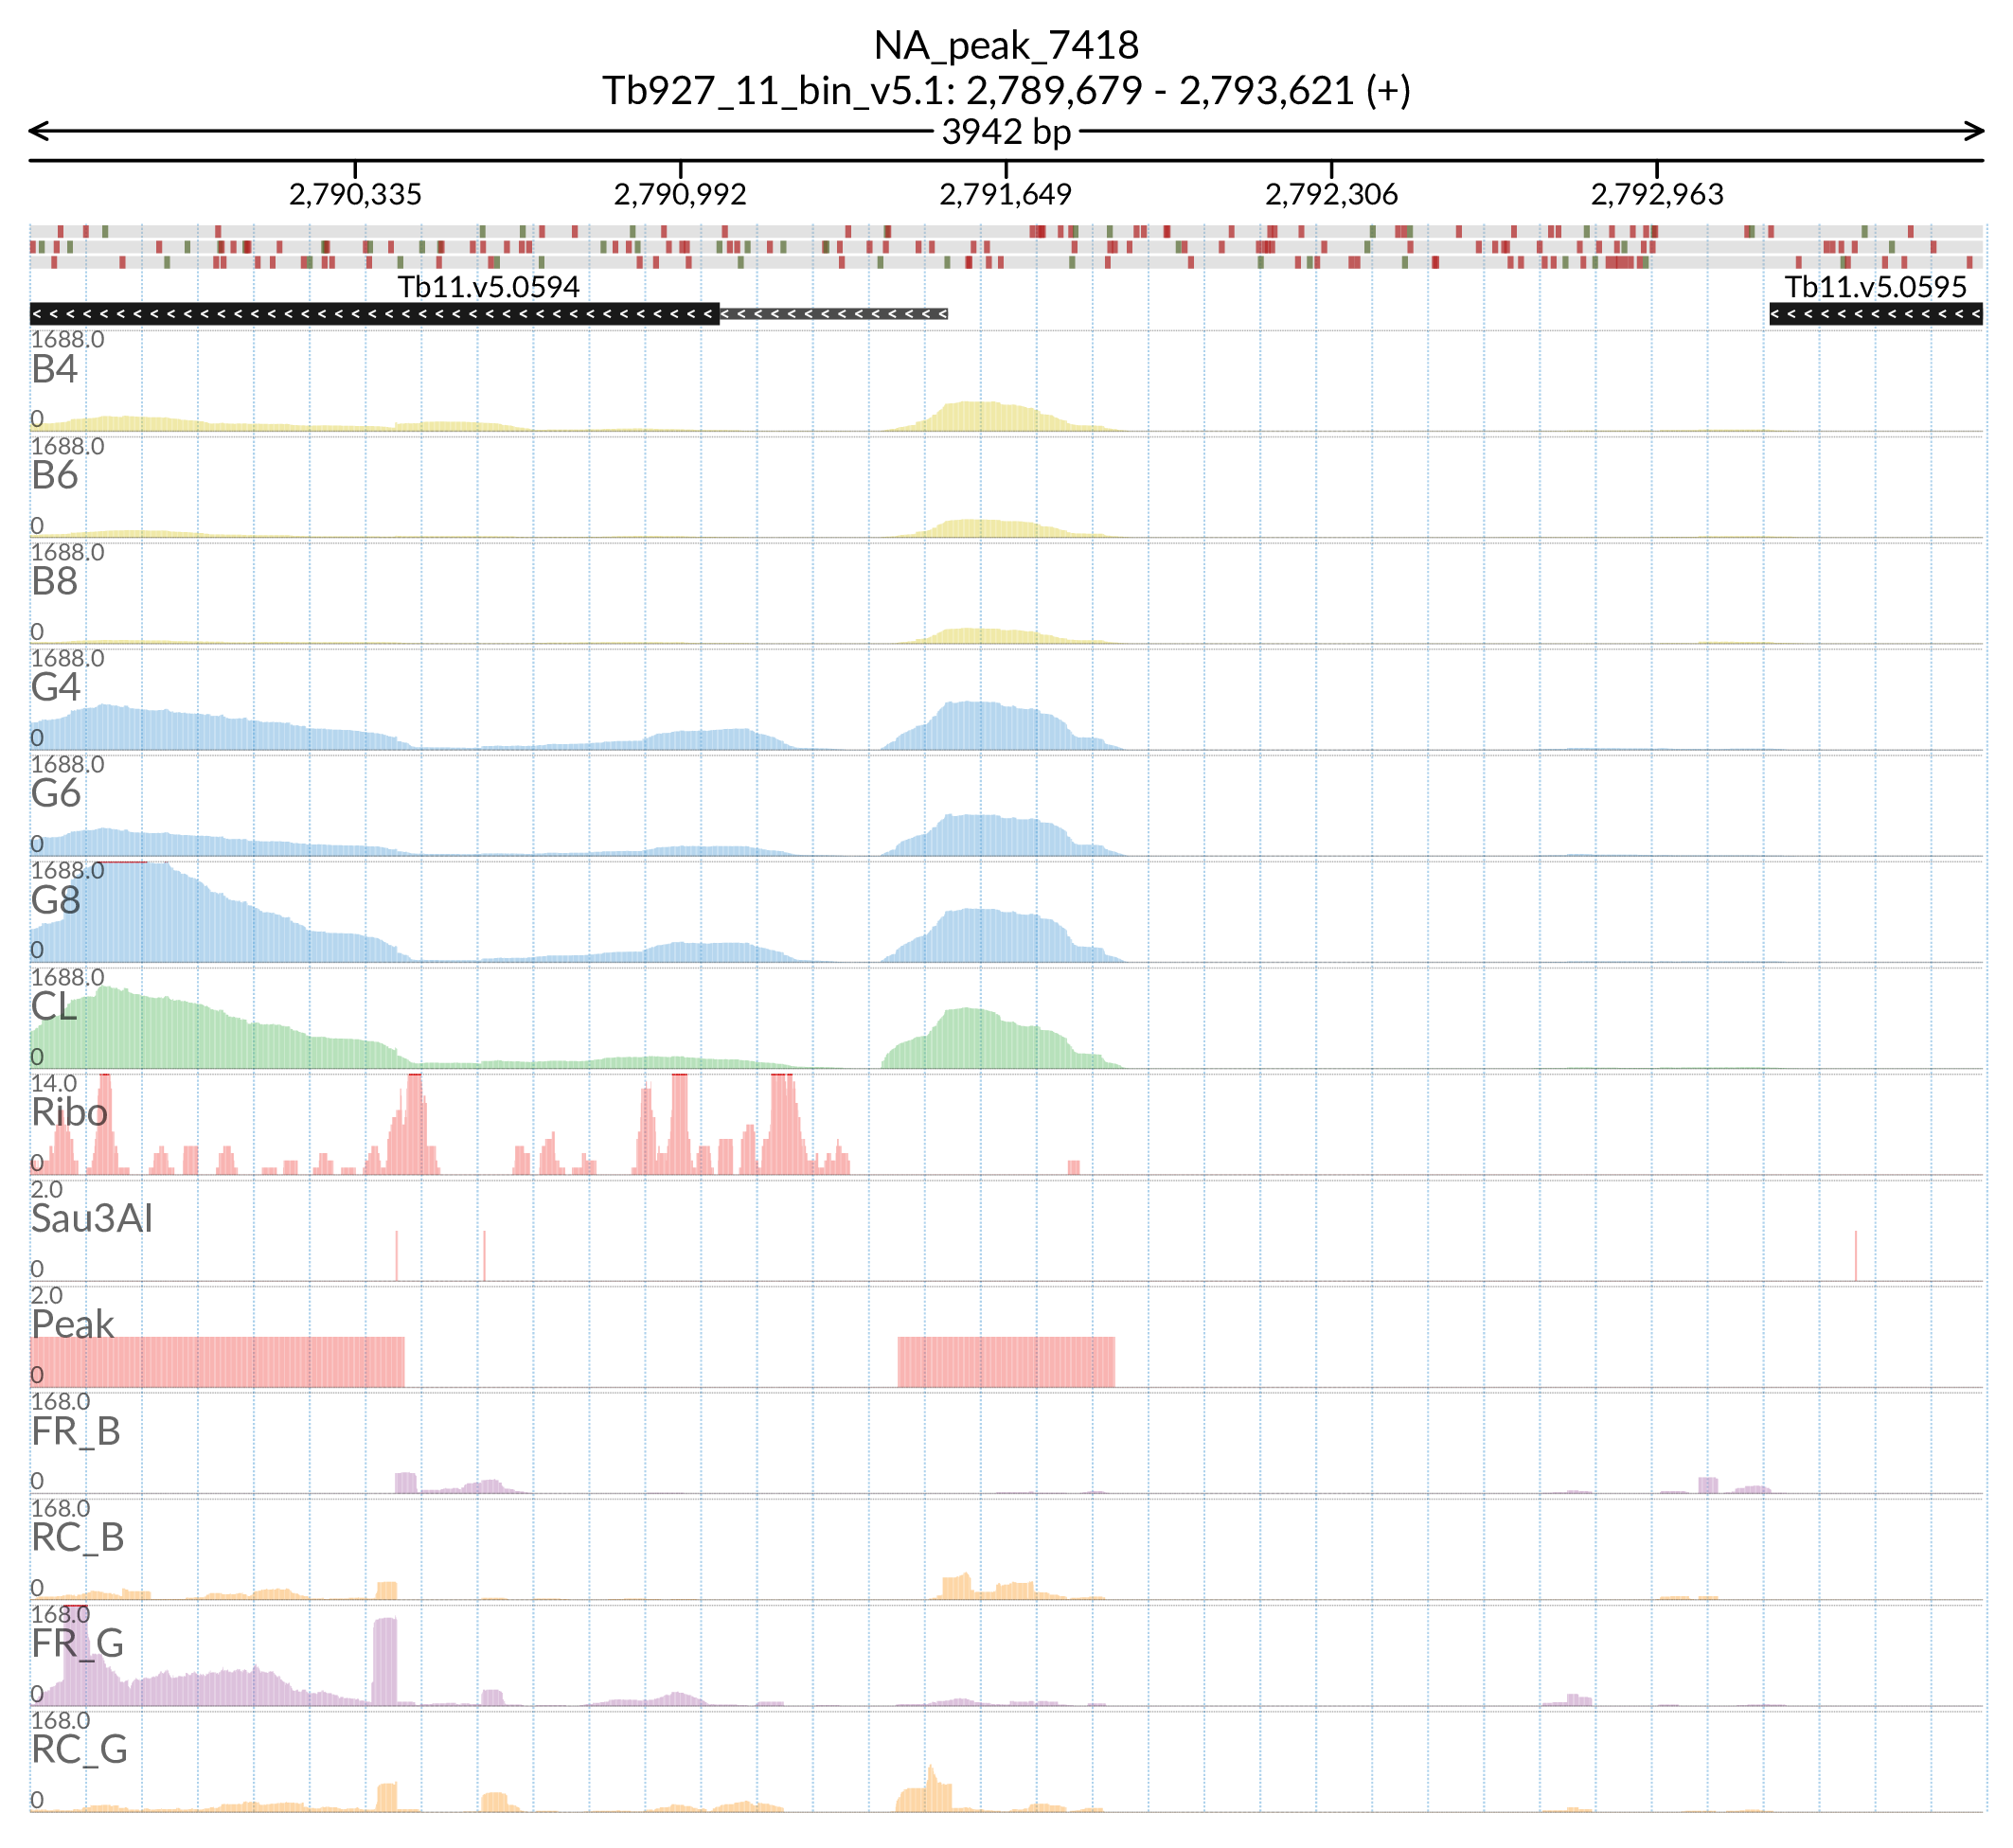 NA_peak_7418
Tb927_11_bin_v5.1: 2,789,679 - 2,793,621 (+)
3942 bp
2,790,335 2,790,992 2,791,649 2,792,306 2,792,963
Tb11.v5.0594 Tb11.v5.0595
1688.0
B4
0
1688.0
B6
0
1688.0
B8
0
1688.0
G4
0
1688.0
G6
0
1688.0
G8
0
1688.0
CL
0
14.0
Ribo
0
2.0
Sau3AI
0
2.0
Peak
0
168.0
FR_B
0
168.0
RC_B
0
168.0
FR_G
0
168.0
RC_G
0